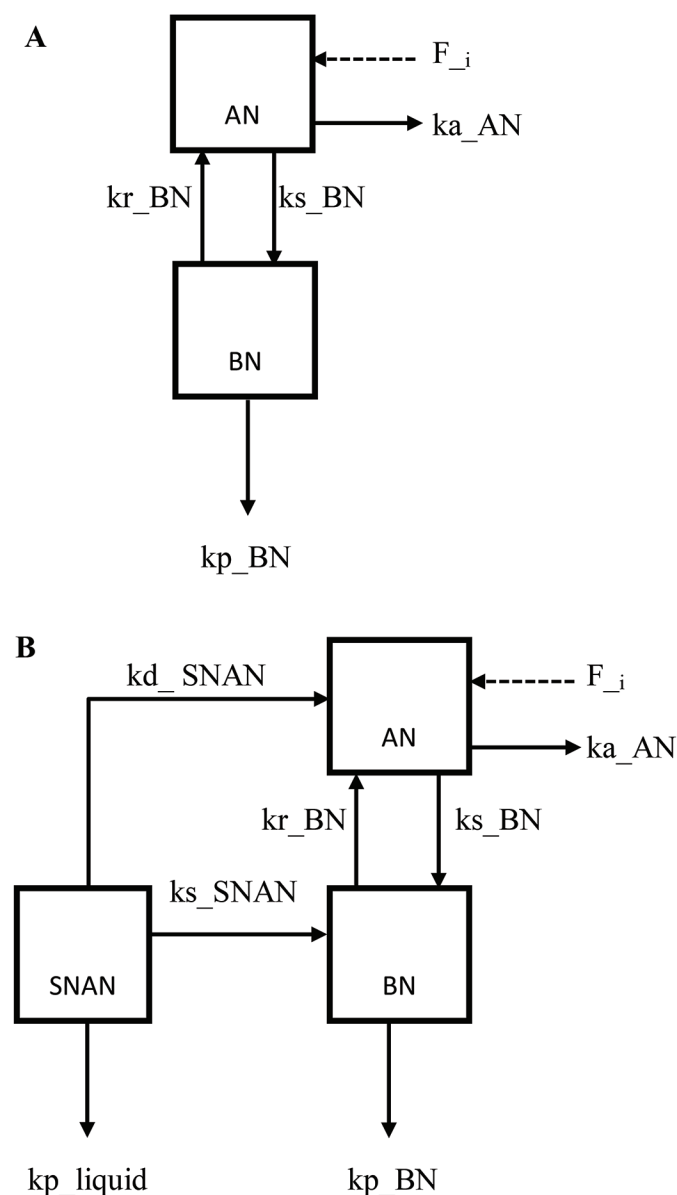 A
F_i
AN
ka_AN
kr_BN
ks_BN
BN
kp_BN
B
kd_ SNAN
F_i
AN
ka_AN
kr_BN
ks_BN
ks_SNAN
SNAN
BN
kp_liquid
kp_BN